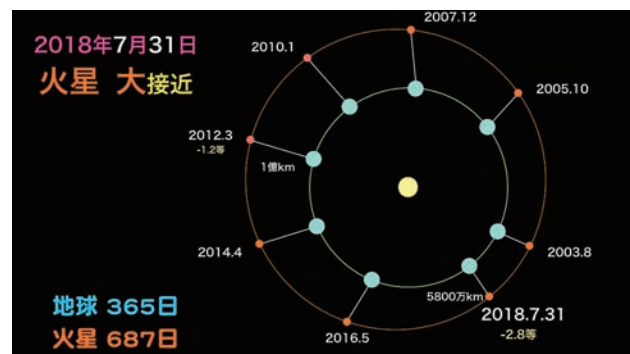 2018年7月31日
火星 大接近
2007.12
2010.1
2005.10
2012.3
-1.2等
1億km
2014.4
2003.8
5800万km
2018.7.31
-2.8等
2016.5
地球 365日
火星 687日